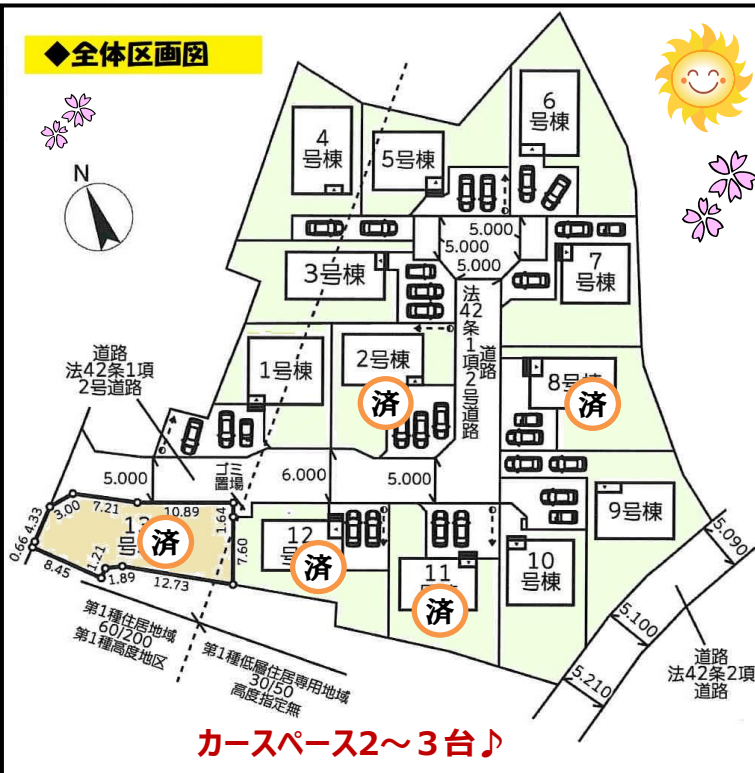 ◆全体区画図
N
4
号棟
5号棟
6
号棟
3号棟
7
号棟
5.000
5.000
5.000
法42条1項2号道路
道路
1号棟
2号棟
済
8号
済
道路
法42条1項
2号道路
5.000
ゴミ
置場
6.000
5.000
9号棟
10
号棟
11
済
12
号
済
13
号
済
3.00
7.21
10.89
1.64
7.60
4.33
0.66
8.45
1.21
1.89
12.73
5.090
5.100
5.210
道路
法42条2項
道路
第1種住居地域
60/200
第1種高度地区
第1種低層住居専用地域
30/50
高度指定無
カースペース2～3台♪